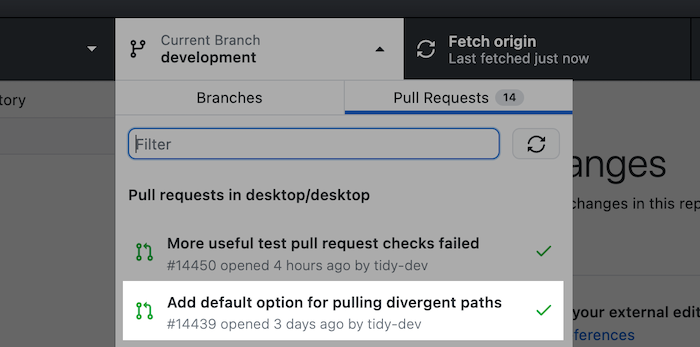 Current Branch
development
Fetch origin
Last fetched just now
tory
Branches
Pull Requests 14
Filter
anges
Pull requests in desktop/desktop
changes in this rep
More useful test pull request checks failed
#14450 opened 4 hours ago by tidy-dev
Add default option for pulling divergent paths
#14439 opened 3 days ago by tidy-dev
your external edit
ferences